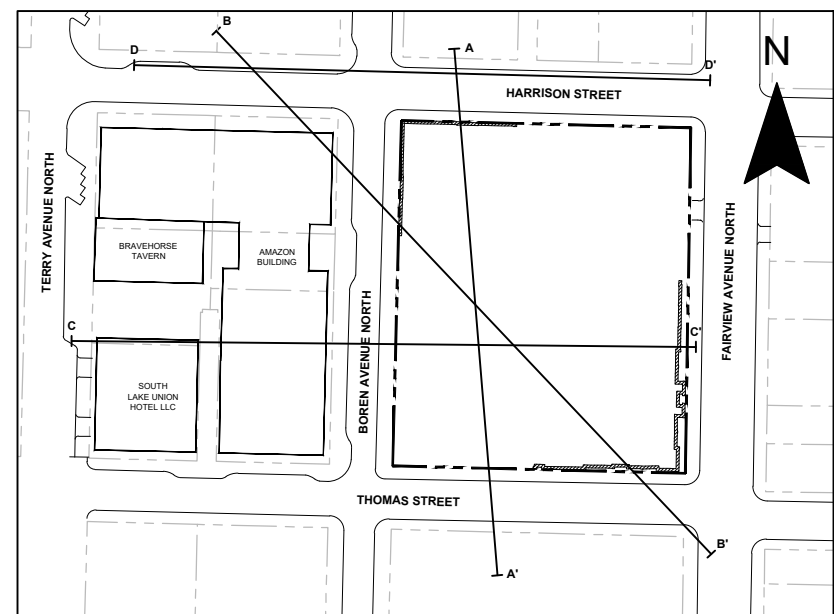 B
A
D
D'
N
HARRISON STREET
TERRY AVENUE NORTH
BRAVEHORSE
TAVERN
AMAZON
BUILDING
FAIRVIEW AVENUE NORTH
BOREN AVENUE NORTH
C
C'
SOUTH
LAKE UNION
HOTEL LLC
THOMAS STREET
B'
A'